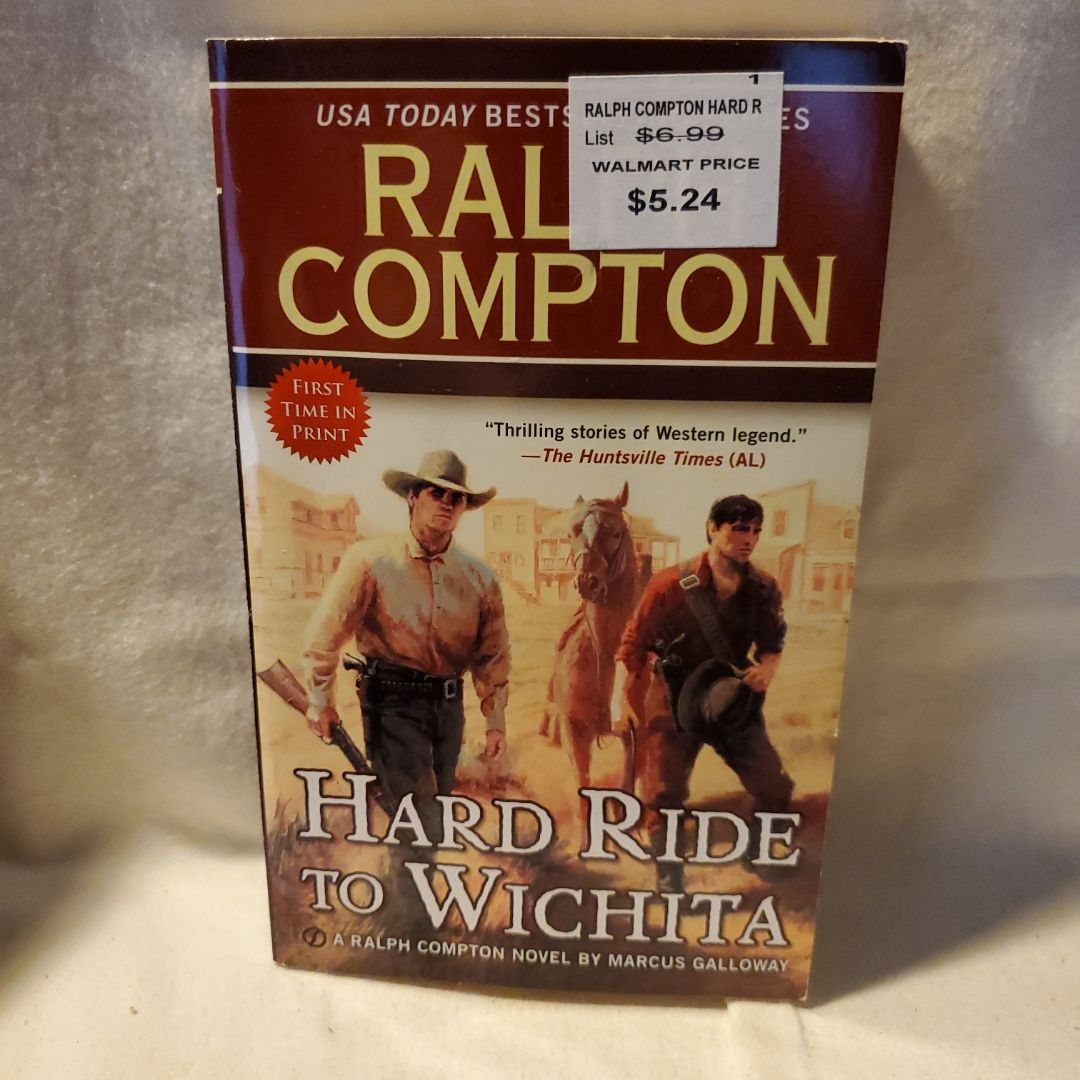 1
RALPH COMPTON HARD R
List $6.99
WALMART PRICE
$5.24
USA TODAY BESTS ES
RAL
COMPTON
FIRST
TIME IN
PRINT
“Thrilling stories of Western legend.”
—The Huntsville Times (AL)
HARD RIDE
TO WICHITA
A RALPH COMPTON NOVEL BY MARCUS GALLOWAY